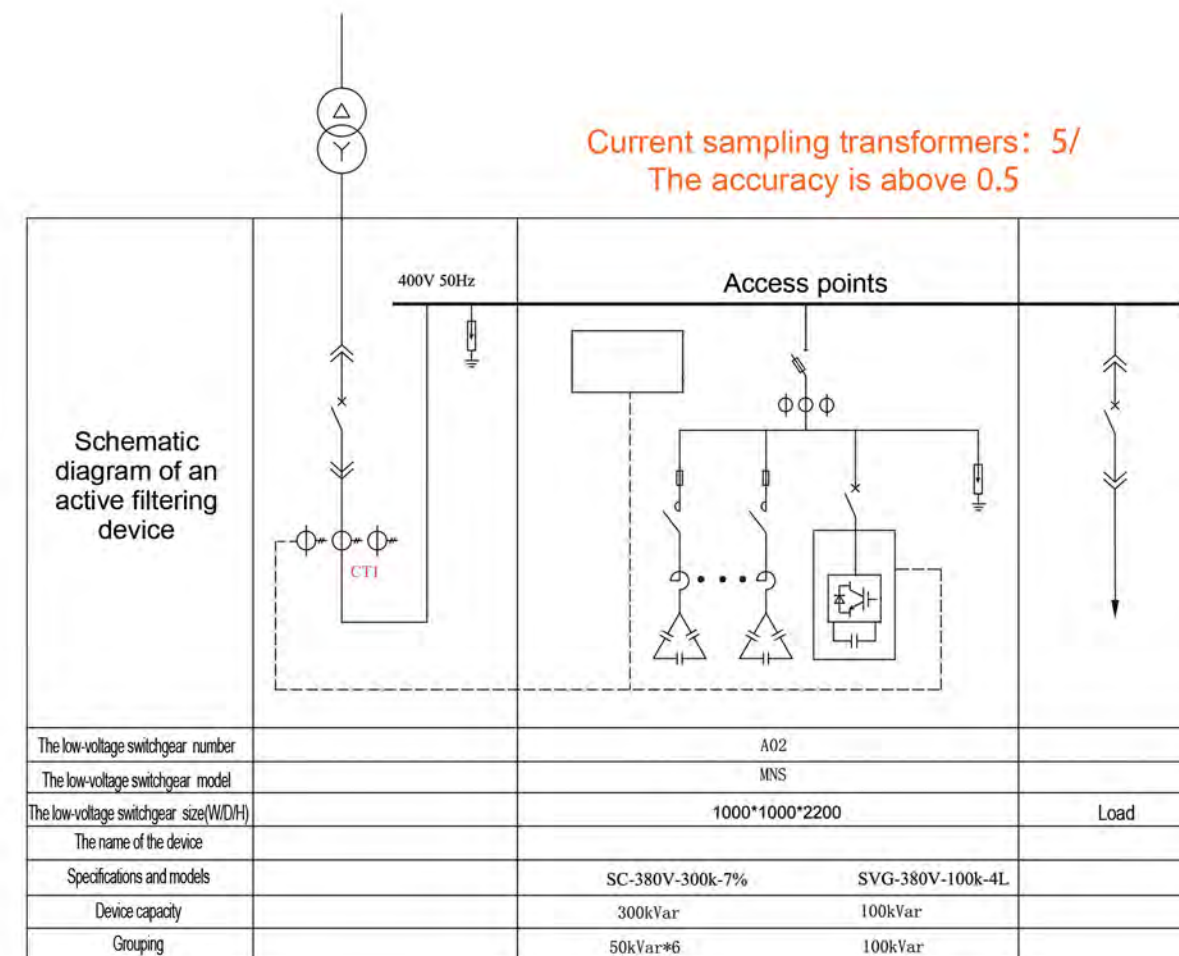 Current sampling transformers: 5/
The accuracy is above 0.5
400V 50Hz
Access points
Schematic
diagram of an
active filtering
device
CT1
The low-voltage switchgear number
A02
The low-voltage switchgear model
MNS
The low-voltage switchgear size(W/D/H)
1000*1000*2200
Load
The name of the device
Specifications and models
SC-380V-300k-7%
SVG-380V-100k-4L
Device capacity
300kVar
100kVar
Grouping
50kVar*6
100kVar